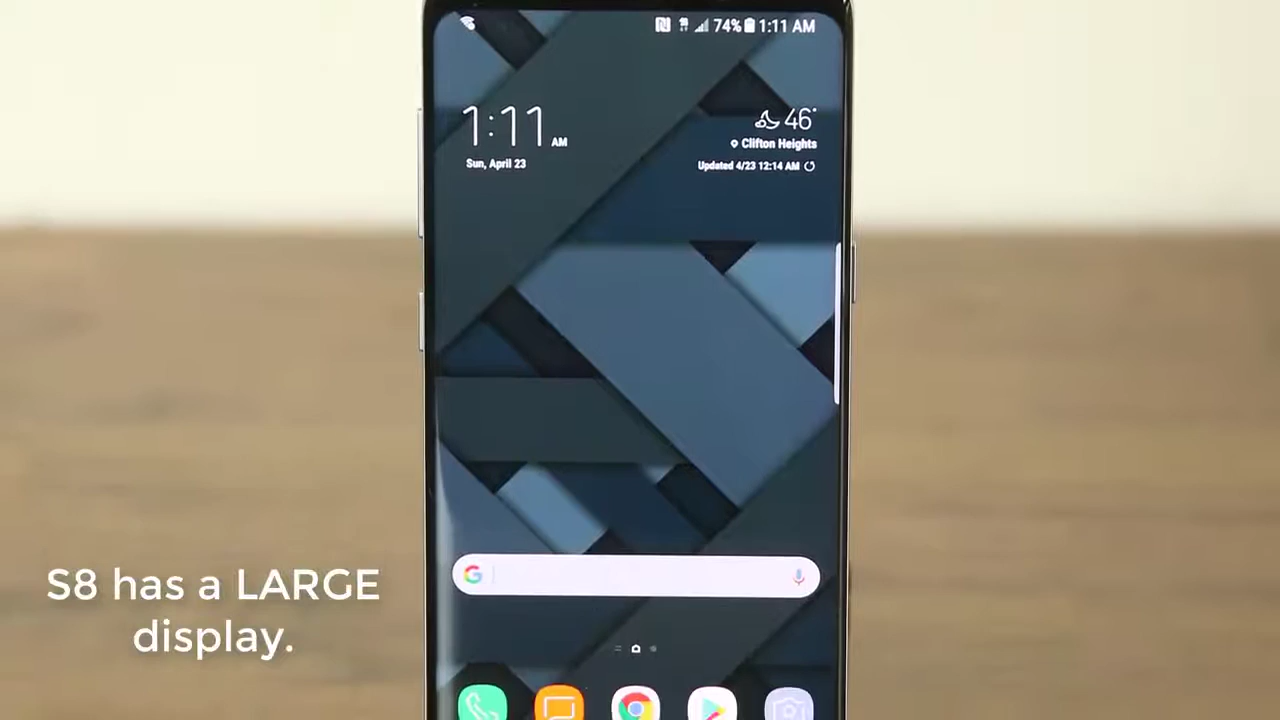 74% 1:11 AM
1:11 AM
46°
Sun, April 23
Clifton Heights
Updated 4/23 12:14 AM
G
S8 has a LARGE
display.